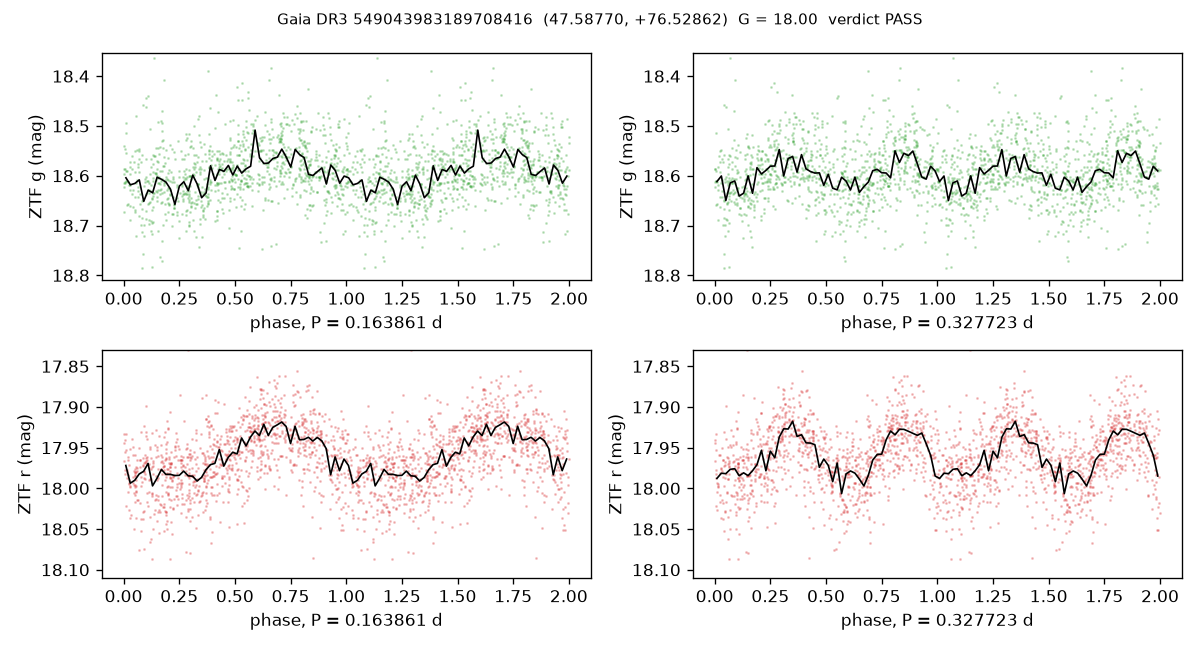 Gaia DR3 549043983189708416 (47.58770, +76.52862) G = 18.00 verdict PASS
ZTF g (mag)
18.4
18.5
18.6
18.7
18.8
0.00 0.25 0.50 0.75 1.00 1.25 1.50 1.75 2.00
phase, P = 0.163861 d
ZTF g (mag)
18.4
18.5
18.6
18.7
18.8
0.00 0.25 0.50 0.75 1.00 1.25 1.50 1.75 2.00
phase, P = 0.327723 d
ZTF r (mag)
17.85
17.90
17.95
18.00
18.05
18.10
0.00 0.25 0.50 0.75 1.00 1.25 1.50 1.75 2.00
phase, P = 0.163861 d
ZTF r (mag)
17.85
17.90
17.95
18.00
18.05
18.10
0.00 0.25 0.50 0.75 1.00 1.25 1.50 1.75 2.00
phase, P = 0.327723 d